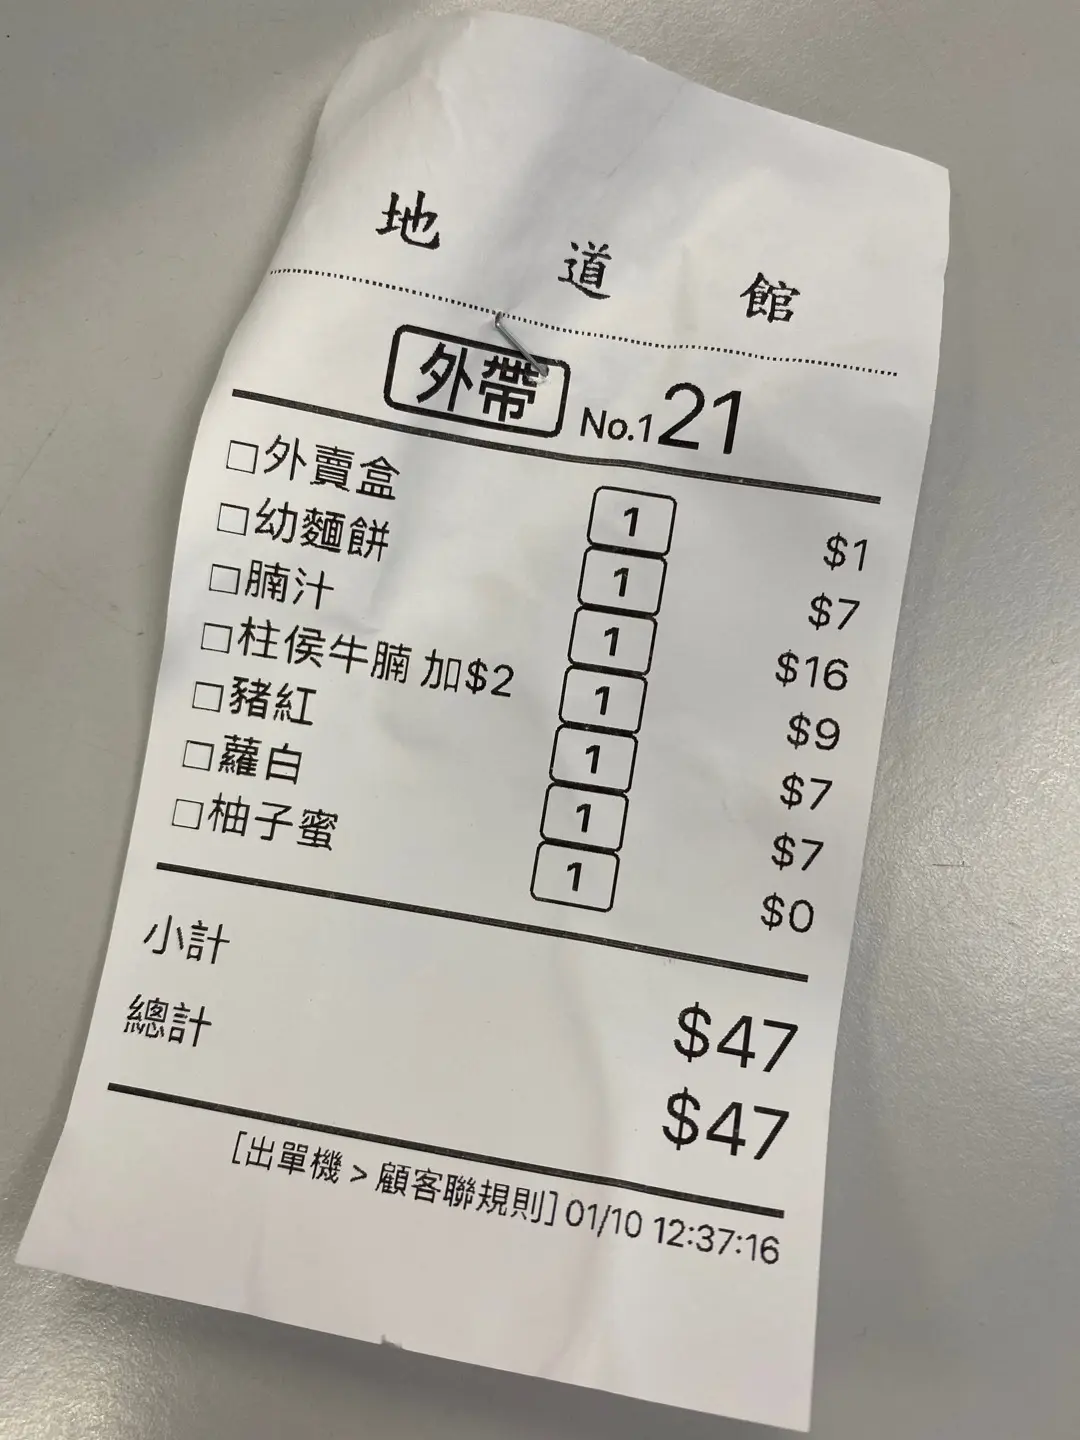 地 道 館
外帶 No.121
□外賣盒 1 $1
□幼麵餅 1 $7
□腩汁 1 $16
□柱侯牛腩 加$2 1 $9
□豬紅 1 $7
□蘿白 1 $7
□柚子蜜 1 $0
小計 $47
總計 $47
[出單機 > 顧客聯規則] 01/10 12:37:16